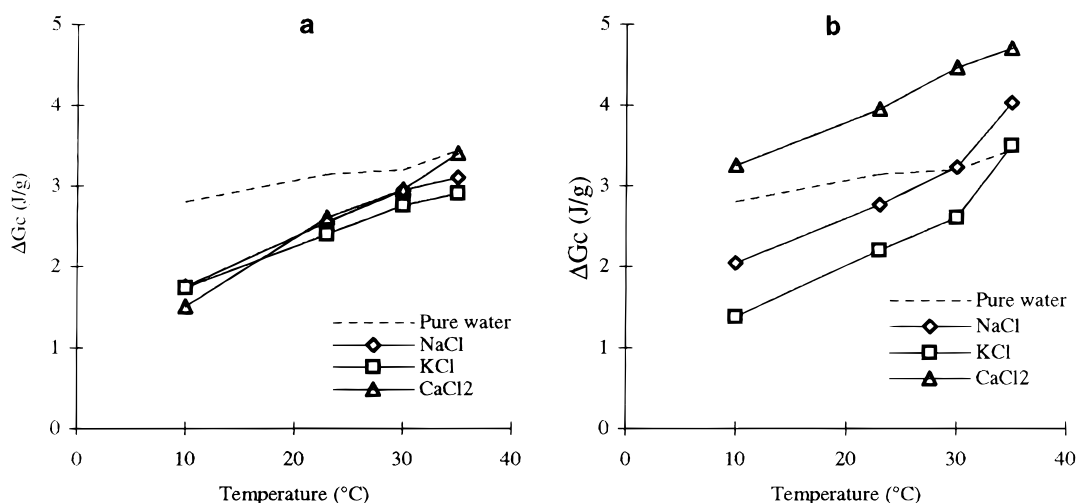 a
5
4
3
2
1
0
ΔGc (J/g)
Pure water
NaCl
KCl
CaCl2
0 10 20 30 40
Temperature (°C)
b
5
4
3
2
1
0
ΔGc (J/g)
Pure water
NaCl
KCl
CaCl2
0 10 20 30 40
Temperature (°C)